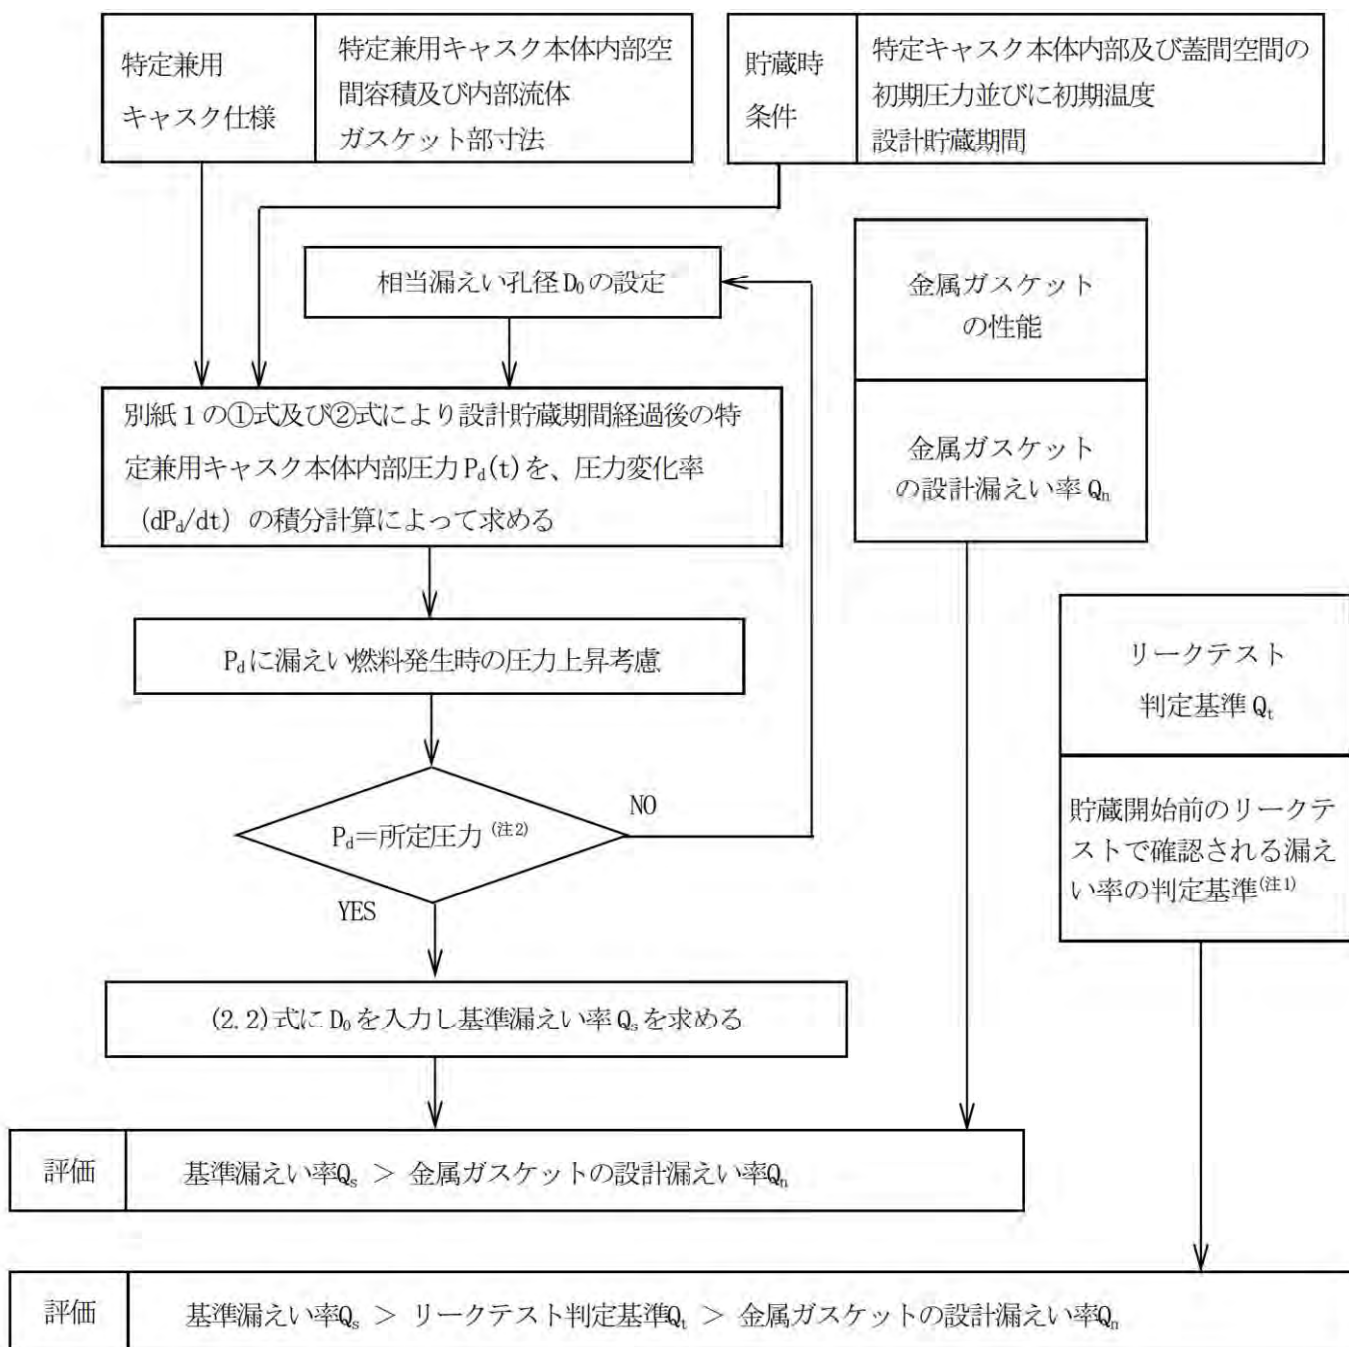 特定兼用
キャスク仕様
特定兼用キャスク本体内部空
間容積及び内部流体
ガスケット部寸法
貯蔵時
条件
特定キャスク本体内部及び蓋間空間の
初期圧力並びに初期温度
設計貯蔵期間
相当漏えい孔径D₀の設定
金属ガスケット
の性能
別紙1の①式及び②式により設計貯蔵期間経過後の特
定兼用キャスク本体内部圧力P_d(t)を、圧力変化率
(dP_d/dt)の積分計算によって求める
金属ガスケット
の設計漏えい率Q_n
P_dに漏えい燃料発生時の圧力上昇考慮
リークテスト
判定基準Q_t
貯蔵開始前のリークテ
ストで確認される漏え
い率の判定基準(注1)
P_d=所定圧力(注2)
NO
YES
(2.2)式にD₀を入力し基準漏えい率Q_sを求める
評価
基準漏えい率Q_s > 金属ガスケットの設計漏えい率Q_n
評価
基準漏えい率Q_s > リークテスト判定基準Q_t > 金属ガスケットの設計漏えい率Q_n